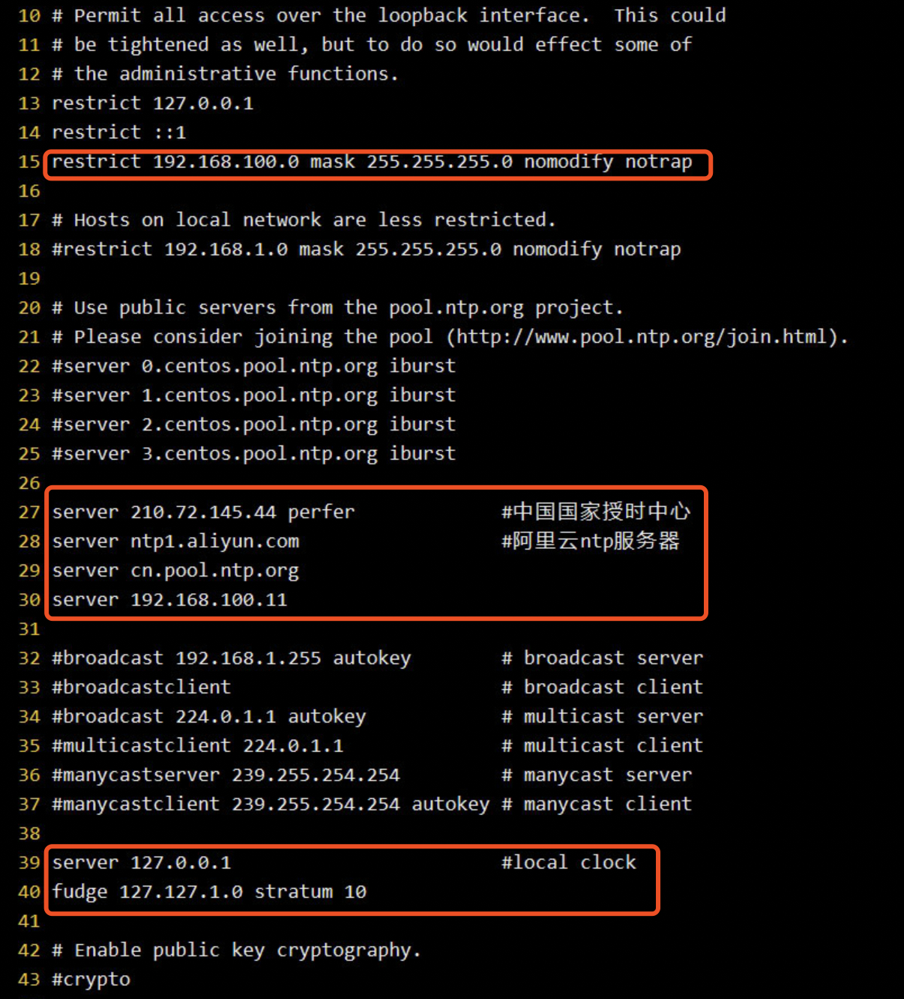 10 # Permit all access over the loopback interface.  This could
11 # be tightened as well, but to do so would effect some of
12 # the administrative functions.
13 restrict 127.0.0.1
14 restrict ::1
15 restrict 192.168.100.0 mask 255.255.255.0 nomodify notrap
16
17 # Hosts on local network are less restricted.
18 #restrict 192.168.1.0 mask 255.255.255.0 nomodify notrap
19
20 # Use public servers from the pool.ntp.org project.
21 # Please consider joining the pool (http://www.pool.ntp.org/join.html).
22 #server 0.centos.pool.ntp.org iburst
23 #server 1.centos.pool.ntp.org iburst
24 #server 2.centos.pool.ntp.org iburst
25 #server 3.centos.pool.ntp.org iburst
26
27 server 210.72.145.44 perfer             #中国国家授时中心
28 server ntp1.aliyun.com                  #阿里云ntp服务器
29 server cn.pool.ntp.org
30 server 192.168.100.11
31
32 #broadcast 192.168.1.255 autokey        # broadcast server
33 #broadcastclient                        # broadcast client
34 #broadcast 224.0.1.1 autokey            # multicast server
35 #multicastclient 224.0.1.1              # multicast client
36 #manycastserver 239.255.254.254         # manycast server
37 #manycastclient 239.255.254.254 autokey # manycast client
38
39 server 127.0.0.1                        #local clock
40 fudge 127.127.1.0 stratum 10
41
42 # Enable public key cryptography.
43 #crypto